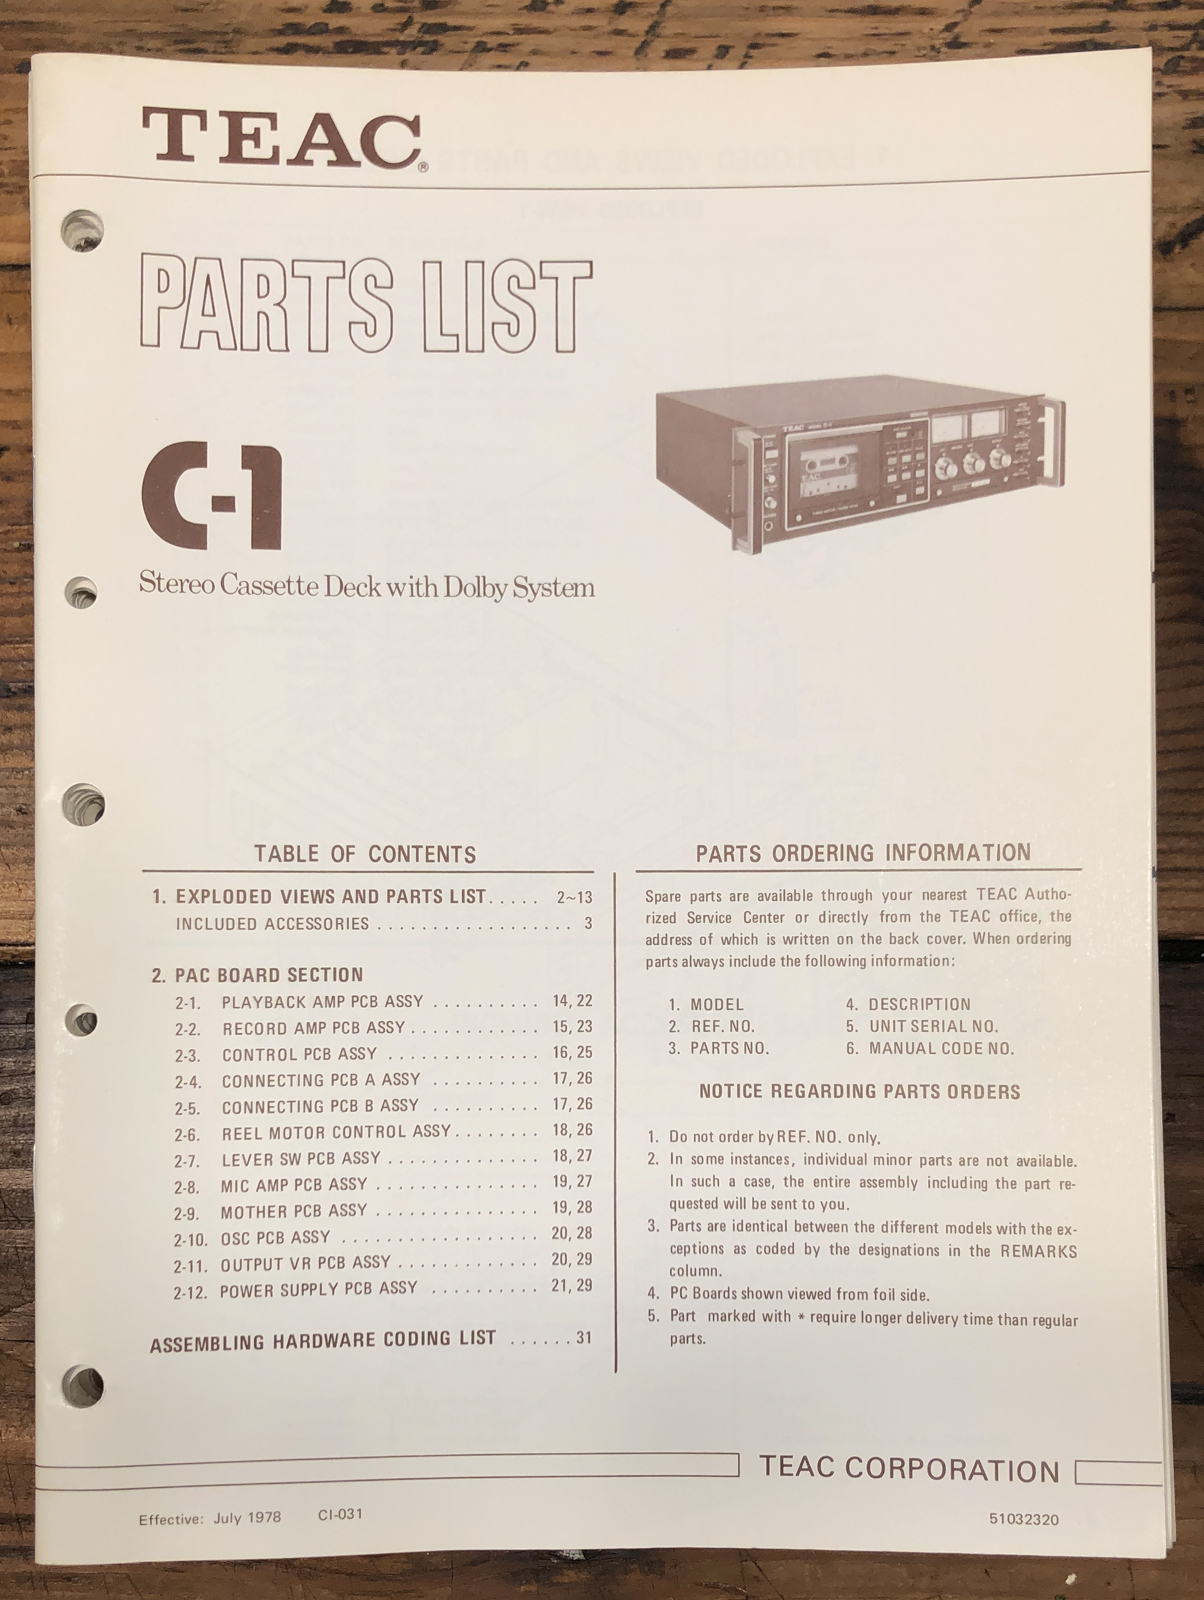 TEAC®
PARTS LIST
C-1
Stereo Cassette Deck with Dolby System
TEAC
TEAC
TABLE OF CONTENTS
1. EXPLODED VIEWS AND PARTS LIST..... 2~13
INCLUDED ACCESSORIES .................. 3
2. PAC BOARD SECTION
2-1. PLAYBACK AMP PCB ASSY .......... 14, 22
2-2. RECORD AMP PCB ASSY............ 15, 23
2-3. CONTROL PCB ASSY .............. 16, 25
2-4. CONNECTING PCB A ASSY .......... 17, 26
2-5. CONNECTING PCB B ASSY .......... 17, 26
2-6. REEL MOTOR CONTROL ASSY........ 18, 26
2-7. LEVER SW PCB ASSY .............. 18, 27
2-8. MIC AMP PCB ASSY ............... 19, 27
2-9. MOTHER PCB ASSY ............... 19, 28
2-10. OSC PCB ASSY .................. 20, 28
2-11. OUTPUT VR PCB ASSY............. 20, 29
2-12. POWER SUPPLY PCB ASSY .......... 21, 29
ASSEMBLING HARDWARE CODING LIST ...... 31
PARTS ORDERING INFORMATION
Spare parts are available through your nearest TEAC Autho-
rized Service Center or directly from the TEAC office, the
address of which is written on the back cover. When ordering
parts always include the following information:
1. MODEL
2. REF. NO.
3. PARTS NO.
4. DESCRIPTION
5. UNIT SERIAL NO.
6. MANUAL CODE NO.
NOTICE REGARDING PARTS ORDERS
1. Do not order by REF. NO. only.
2. In some instances, individual minor parts are not available.
In such a case, the entire assembly including the part re-
quested will be sent to you.
3. Parts are identical between the different models with the ex-
ceptions as coded by the designations in the REMARKS
column.
4. PC Boards shown viewed from foil side.
5. Part marked with * require longer delivery time than regular
parts.
TEAC CORPORATION
Effective: July 1978 CI-031
51032320